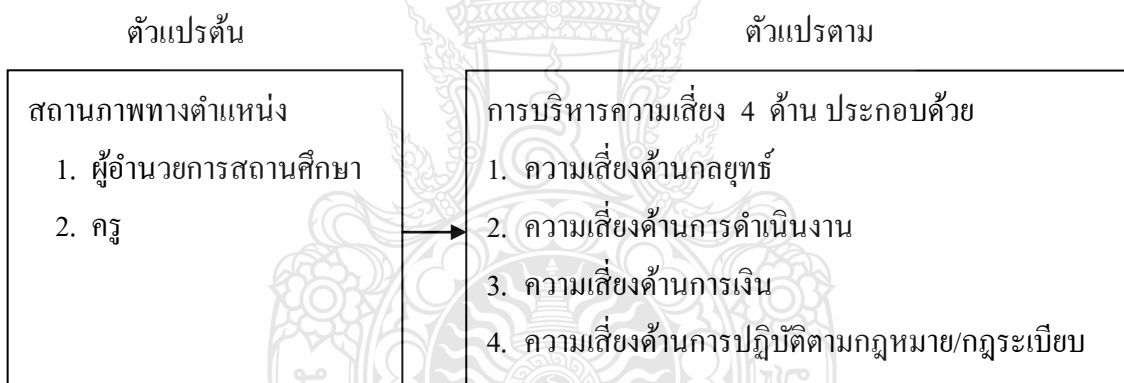 ตัวแปรต้น
ตัวแปรตาม
สถานภาพทางตำแหน่ง
1. ผู้อำนวยการสถานศึกษา
2. ครู
การบริหารความเสี่ยง 4 ด้าน ประกอบด้วย
1. ความเสี่ยงด้านกลยุทธ์
2. ความเสี่ยงด้านการดำเนินงาน
3. ความเสี่ยงด้านการเงิน
4. ความเสี่ยงด้านการปฏิบัติตามกฎหมาย/กฎระเบียบ